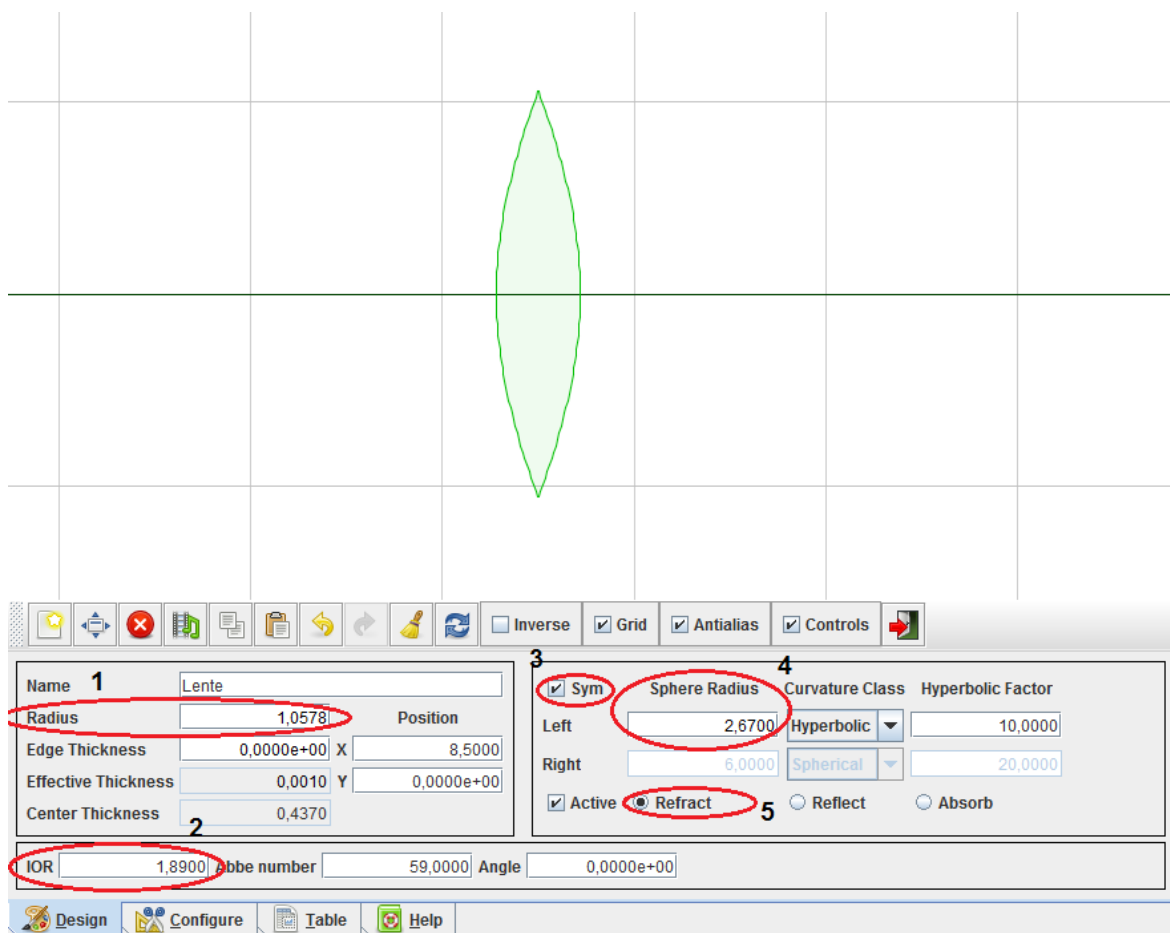 Inverse Grid Antialias Controls
1
Name Lente
Radius 1,0578 Position
Edge Thickness 0,0000e+00 X 8,5000
Effective Thickness 0,0010 Y 0,0000e+00
Center Thickness 0,4370
3 4
Sym Sphere Radius Curvature Class Hyperbolic Factor
Left 2,6700 Hyperbolic 10,0000
Right 6,0000 Spherical 20,0000
Active Refract 5 Reflect Absorb
2
IOR 1,8900 Abbe number 59,0000 Angle 0,0000e+00
Design Configure Table Help